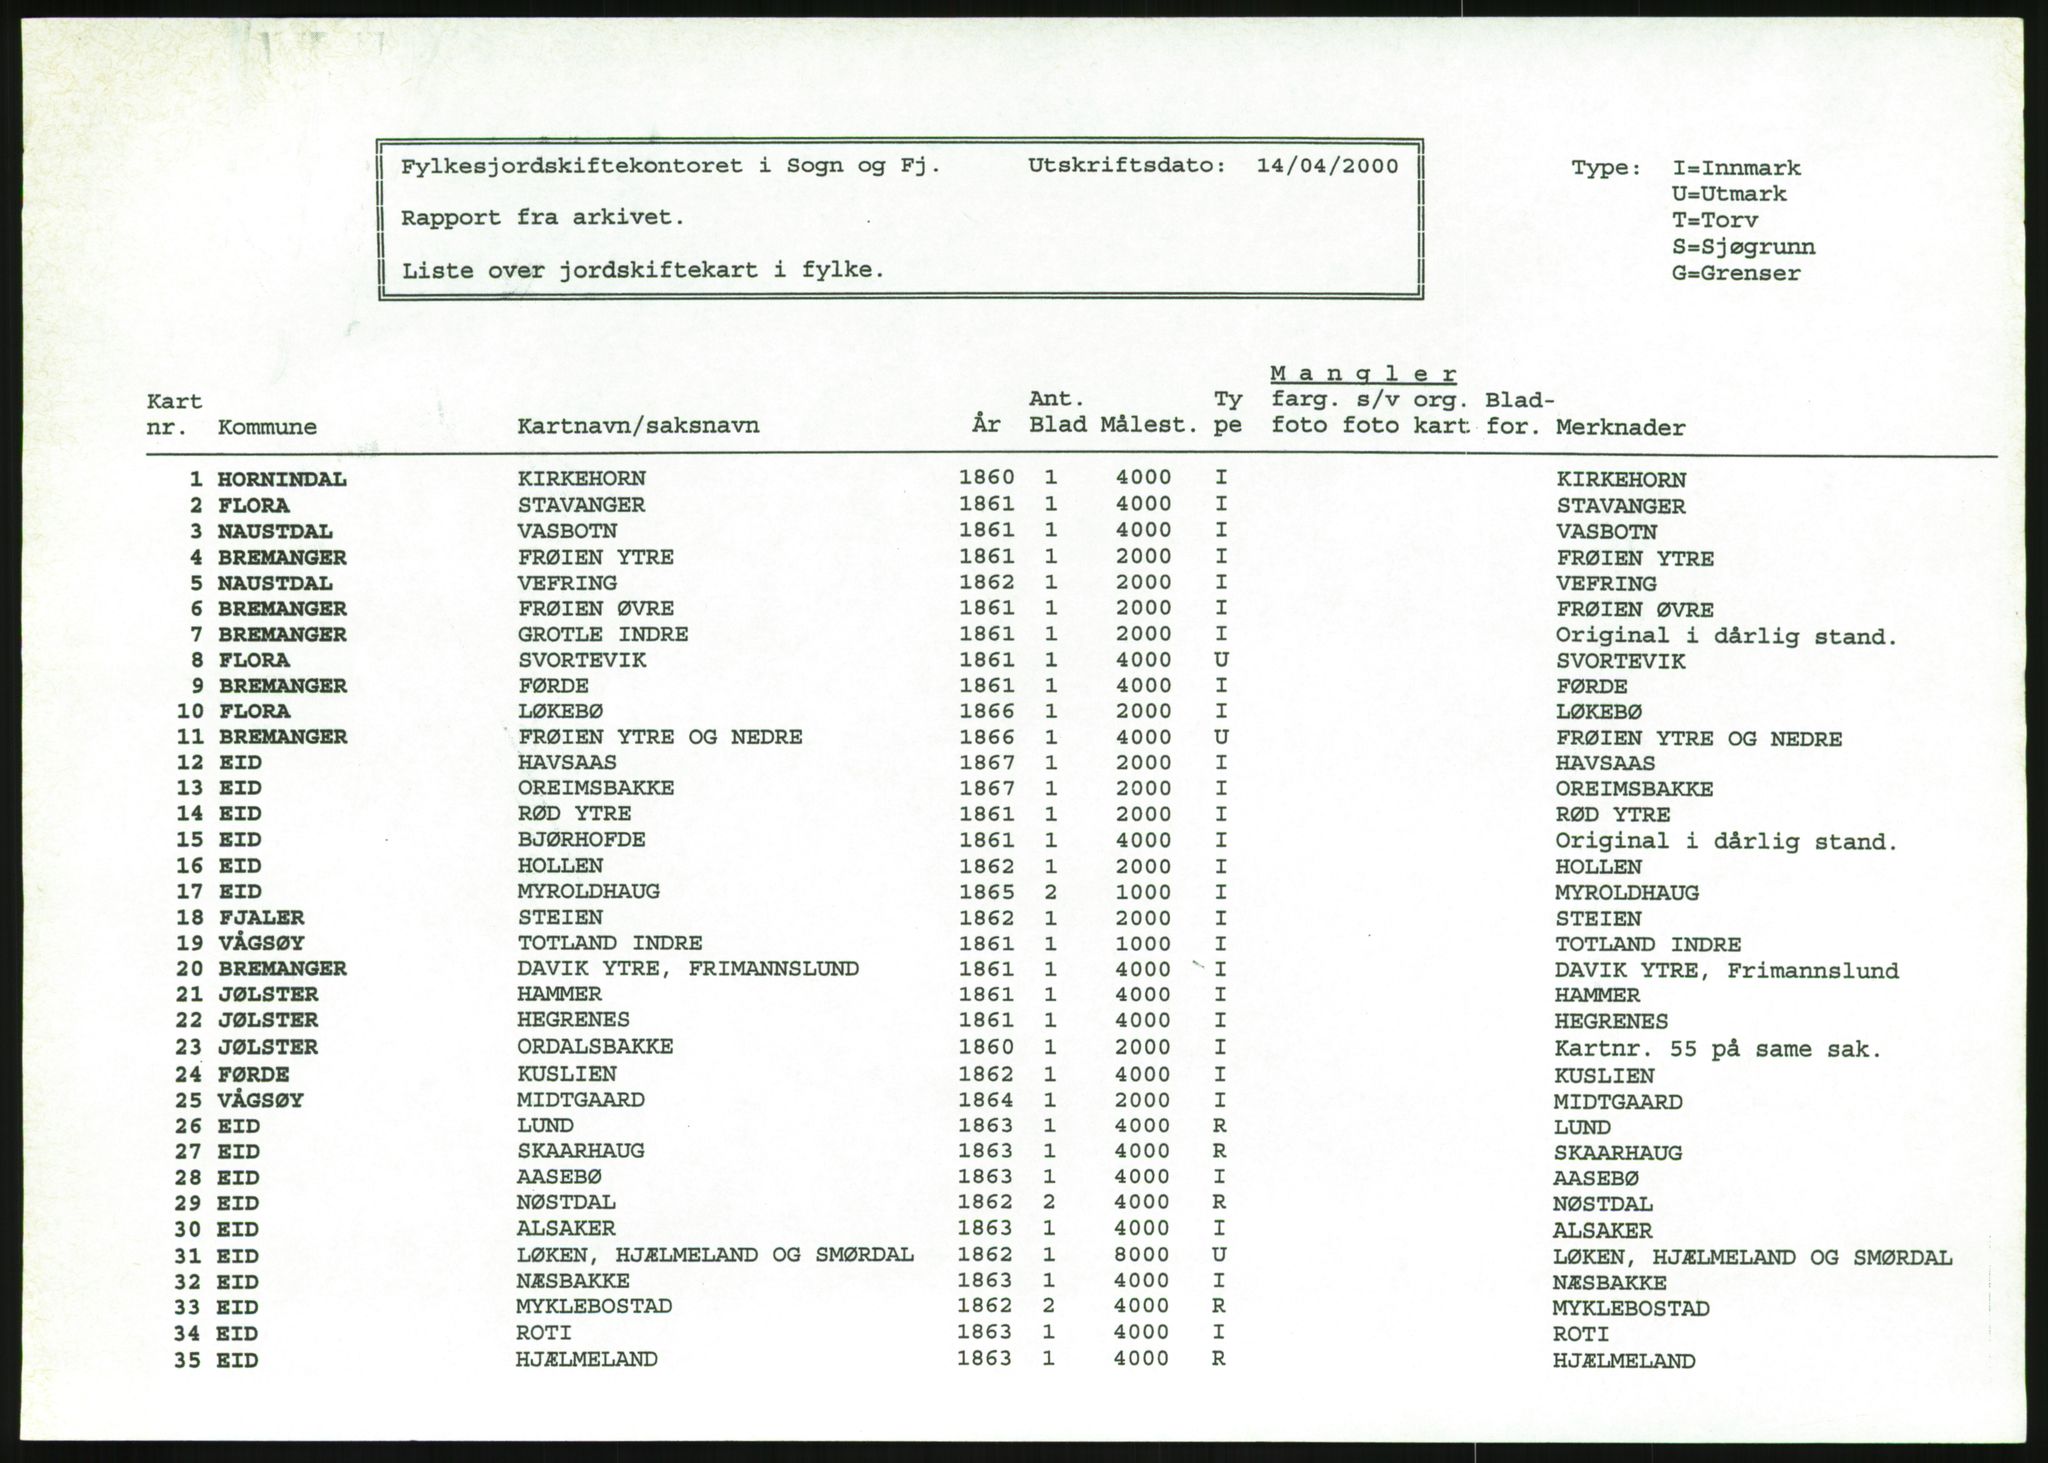 Fylkesjordskiftekontoret i Sogn og Fj. Utskriftsdato: 14/04/2000
Rapport fra arkivet.
Liste over jordskiftekart i fylke.
Type: I=Innmark
U=Utmark
T=Torv
S=Sjøgrunn
G=Grenser
M a n g l e r
Kart Ant. Ty farg. s/v org. Blad-
nr. Kommune Kartnavn/saksnavn År Blad Målest. pe foto foto kart for. Merknader
1 HORNINDAL KIRKEHORN 1860 1 4000 I KIRKEHORN
2 FLORA STAVANGER 1861 1 4000 I STAVANGER
3 NAUSTDAL VASBOTN 1861 1 4000 I VASBOTN
4 BREMANGER FRØIEN YTRE 1861 1 2000 I FRØIEN YTRE
5 NAUSTDAL VEFRING 1862 1 2000 I VEFRING
6 BREMANGER FRØIEN ØVRE 1861 1 2000 I FRØIEN ØVRE
7 BREMANGER GROTLE INDRE 1861 1 2000 I Original i dårlig stand.
8 FLORA SVORTEVIK 1861 1 4000 U SVORTEVIK
9 BREMANGER FØRDE 1861 1 4000 I FØRDE
10 FLORA LØKEBØ 1866 1 2000 I LØKEBØ
11 BREMANGER FRØIEN YTRE OG NEDRE 1866 1 4000 U FRØIEN YTRE OG NEDRE
12 EID HAVSAAS 1867 1 2000 I HAVSAAS
13 EID OREIMSBAKKE 1867 1 2000 I OREIMSBAKKE
14 EID RØD YTRE 1861 1 2000 I RØD YTRE
15 EID BJØRHOFDE 1861 1 4000 I Original i dårlig stand.
16 EID HOLLEN 1862 1 2000 I HOLLEN
17 EID MYROLDHAUG 1865 2 1000 I MYROLDHAUG
18 FJALER STEIEN 1862 1 2000 I STEIEN
19 VÅGSØY TOTLAND INDRE 1861 1 1000 I TOTLAND INDRE
20 BREMANGER DAVIK YTRE, FRIMANNSLUND 1861 1 4000 I DAVIK YTRE, Frimannslund
21 JØLSTER HAMMER 1861 1 4000 I HAMMER
22 JØLSTER HEGRENES 1861 1 4000 I HEGRENES
23 JØLSTER ORDALSBAKKE 1860 1 2000 I Kartnr. 55 på same sak.
24 FØRDE KUSLIEN 1862 1 4000 I KUSLIEN
25 VÅGSØY MIDTGAARD 1864 1 2000 I MIDTGAARD
26 EID LUND 1863 1 4000 R LUND
27 EID SKAARHAUG 1863 1 4000 R SKAARHAUG
28 EID AASEBØ 1863 1 4000 I AASEBØ
29 EID NØSTDAL 1862 2 4000 R NØSTDAL
30 EID ALSAKER 1863 1 4000 I ALSAKER
31 EID LØKEN, HJÆLMELAND OG SMØRDAL 1862 1 8000 U LØKEN, HJÆLMELAND OG SMØRDAL
32 EID NÆSBAKKE 1863 1 4000 I NÆSBAKKE
33 EID MYKLEBOSTAD 1862 2 4000 R MYKLEBOSTAD
34 EID ROTI 1863 1 4000 I ROTI
35 EID HJÆLMELAND 1863 1 4000 R HJÆLMELAND